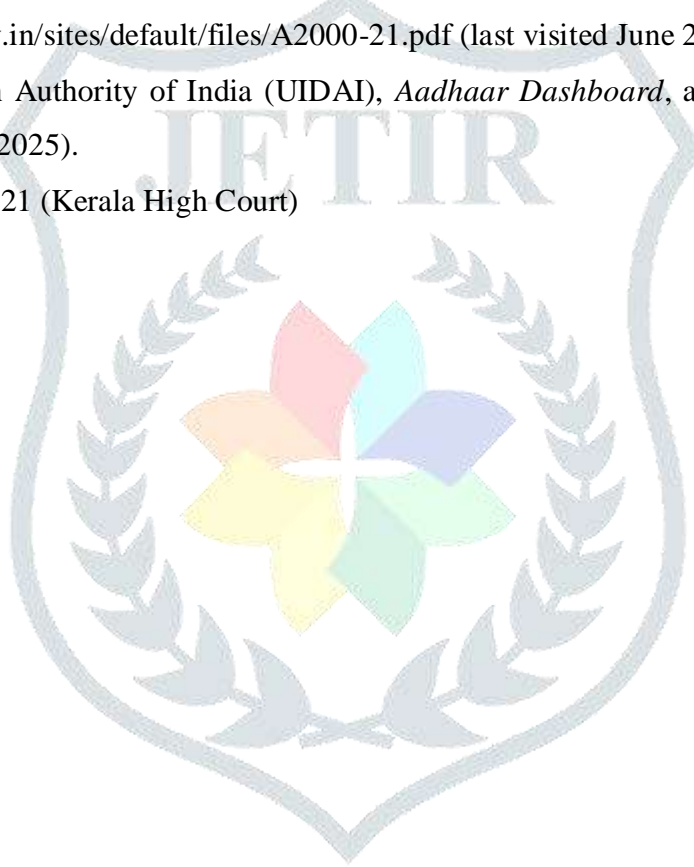 .in/sites/default/files/A2000-21.pdf (last visited June 2
Authority of India (UIDAI), Aadhaar Dashboard, a
2025).
JETIR
21 (Kerala High Court)